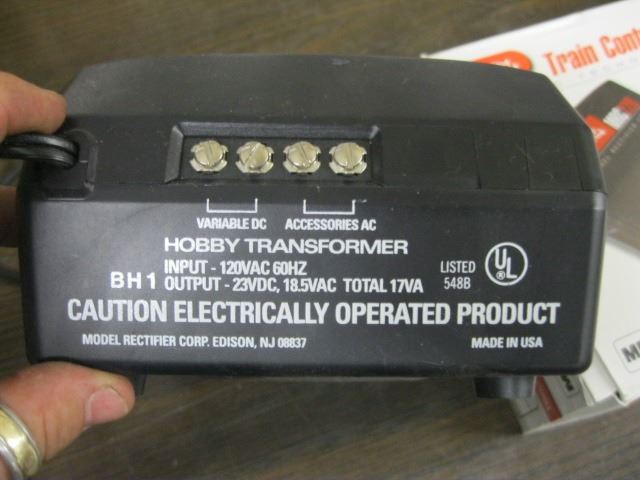 Train Cont
VARIABLE DC ACCESSORIES AC
HOBBY TRANSFORMER
INPUT - 120VAC 60HZ
BH1 OUTPUT - 23VDC, 18.5VAC TOTAL 17VA
LISTED
548B
UL
CAUTION ELECTRICALLY OPERATED PRODUCT
MODEL RECTIFIER CORP. EDISON, NJ 08837
MADE IN USA